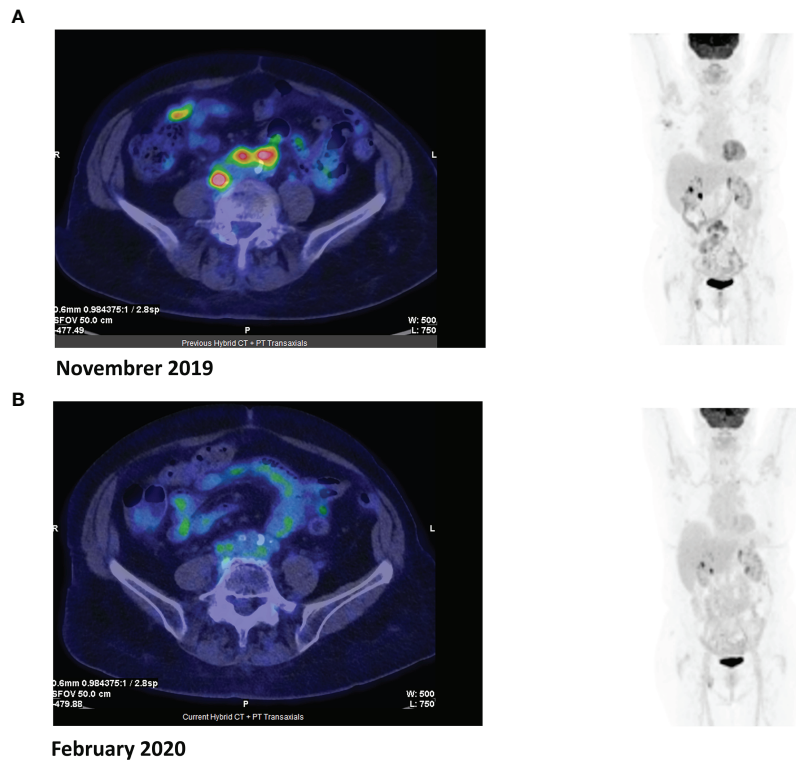 A
R
L
0.6mm 0.984375:1 / 2.8sp
SFOV 50.0 cm
-477.49
P
W: 500
L: 750
Previous Hybrid CT + PT Transaxials
Novembrer 2019
B
R
L
0.6mm 0.984375:1 / 2.8sp
SFOV 50.0 cm
-479.88
P
W: 500
L: 750
Current Hybrid CT + PT Transaxials
February 2020